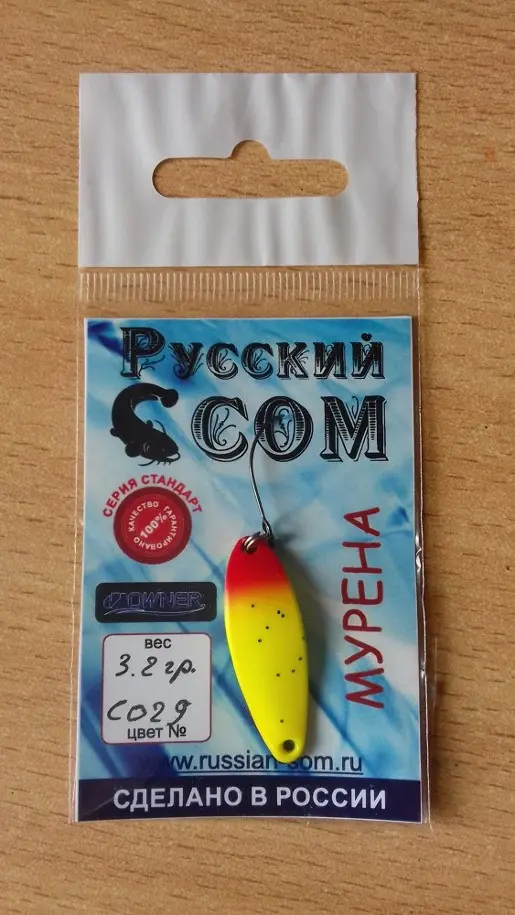 Русский
СОМ
СЕРИЯ СТАНДАРТ
КАЧЕСТВО ГАРАНТИРОВАНО
100%
OWNER
МУРЕНА
вес
3.2 гр.
C029
цвет №
www.russian-som.ru
СДЕЛАНО В РОССИИ